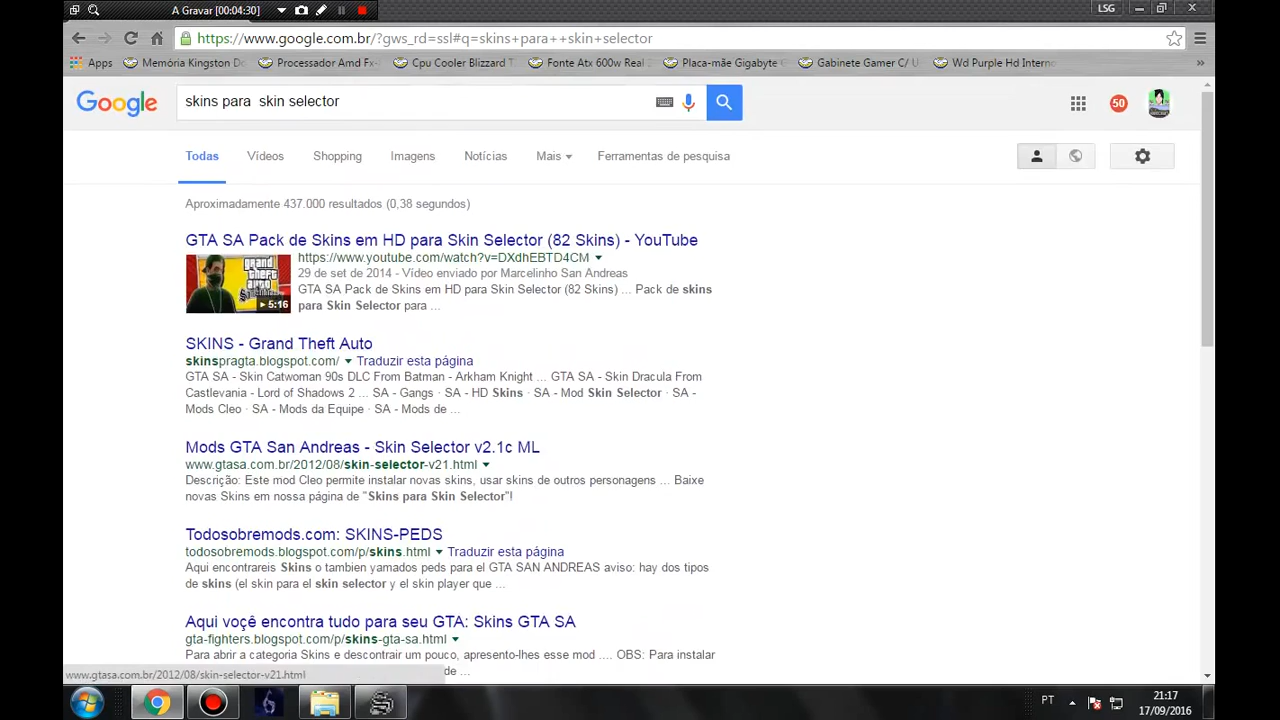 A Gravar [00:04:30]
LSG
https://www.google.com.br/?gws_rd=ssl#q=skins+para++skin+selector
Apps
Memória Kingston D
Processador Amd Fx-
Cpu Cooler Blizzard T
Fonte Atx 600w Real
Placa-mãe Gigabyte
Gabinete Gamer C/ U
Wd Purple Hd Intern
»
Google
skins para skin selector
50
Todas
Vídeos
Shopping
Imagens
Notícias
Mais
Ferramentas de pesquisa
Aproximadamente 437.000 resultados (0,38 segundos)
GTA SA Pack de Skins em HD para Skin Selector (82 Skins) - YouTube
https://www.youtube.com/watch?v=DXdhEBTD4CM
29 de set de 2014 - Vídeo enviado por Marcelinho San Andreas
GTA SA Pack de Skins em HD para Skin Selector (82 Skins) ... Pack de skins
para Skin Selector para ...
grand
theft
auto
5:16
SKINS - Grand Theft Auto
skinspragta.blogspot.com/ Traduzir esta página
GTA SA - Skin Catwoman 90s DLC From Batman - Arkham Knight ... GTA SA - Skin Dracula From
Castlevania - Lord of Shadows 2 ... SA - Gangs · SA - HD Skins · SA - Mod Skin Selector · SA -
Mods Cleo · SA - Mods da Equipe · SA - Mods de ...
Mods GTA San Andreas - Skin Selector v2.1c ML
www.gtasa.com.br/2012/08/skin-selector-v21.html
Descrição: Este mod Cleo permite instalar novas skins, usar skins de outros personagens ... Baixe
novas Skins em nossa página de "Skins para Skin Selector"!
Todosobremods.com: SKINS-PEDS
todosobremods.blogspot.com/p/skins.html Traduzir esta página
Aqui encontrareis Skins o tambien yamados peds para el GTA SAN ANDREAS aviso: hay dos tipos
de skins (el skin para el skin selector y el skin player que ...
Aqui voçê encontra tudo para seu GTA: Skins GTA SA
gta-fighters.blogspot.com/p/skins-gta-sa.html
Para abrir a categoria Skins e descontrair um pouco, apresento-lhes esse mod .... OBS: Para instalar
de ...
www.gtasa.com.br/2012/08/skin-selector-v21.html
PT
21:17
17/09/2016